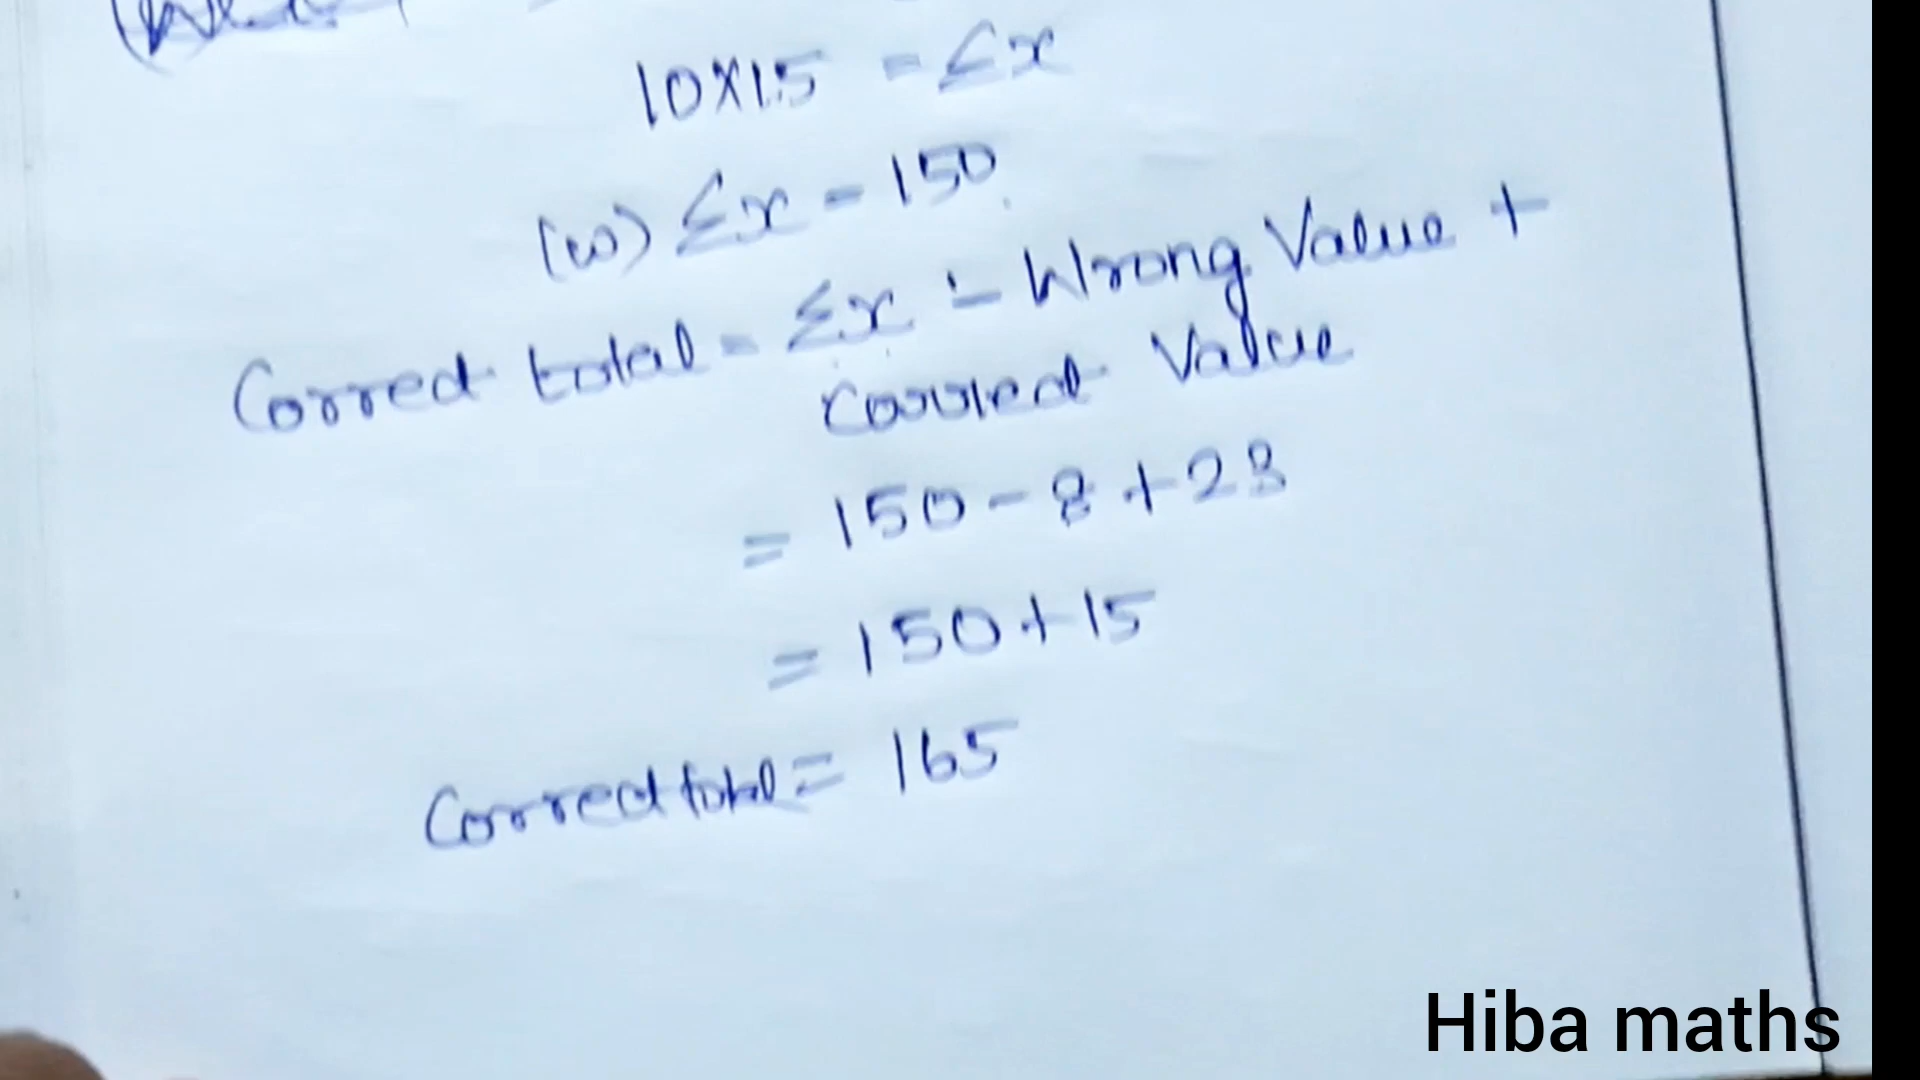 10×15 = Σx
(w) Σx = 150
Correct total = Σx - Wrong Value +
Correct Value
= 150 - 8 + 23
= 150 + 15
Correct total = 165
Hiba maths